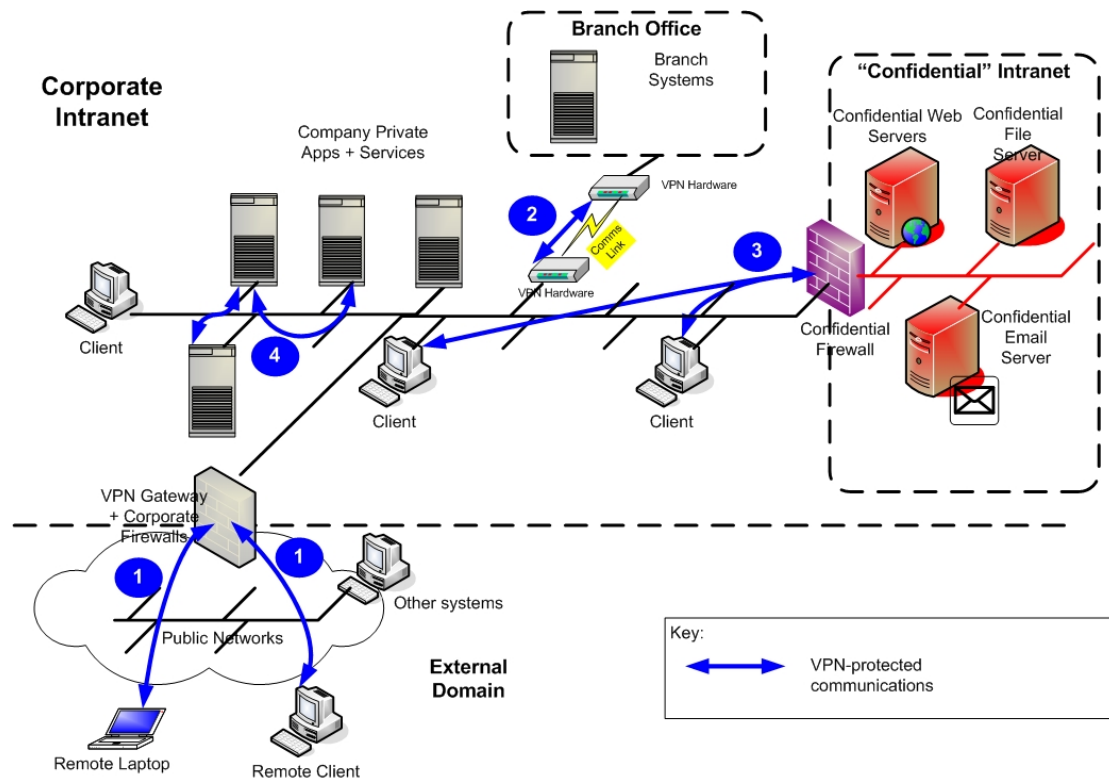 Branch Office
Branch
Systems
"Confidential" Intranet
Corporate
Intranet
Confidential Web
Servers
Confidential
File
Server
Company Private
Apps + Services
VPN Hardware
2
Comms
Link
3
VPN Hardware
Client
4
Confidential
Firewall
Confidential
Email
Server
Client
Client
VPN Gateway
+ Corporate
Firewalls
1
1
Other systems
Public Networks
Key:
VPN-protected
communications
External
Domain
Remote Laptop
Remote Client